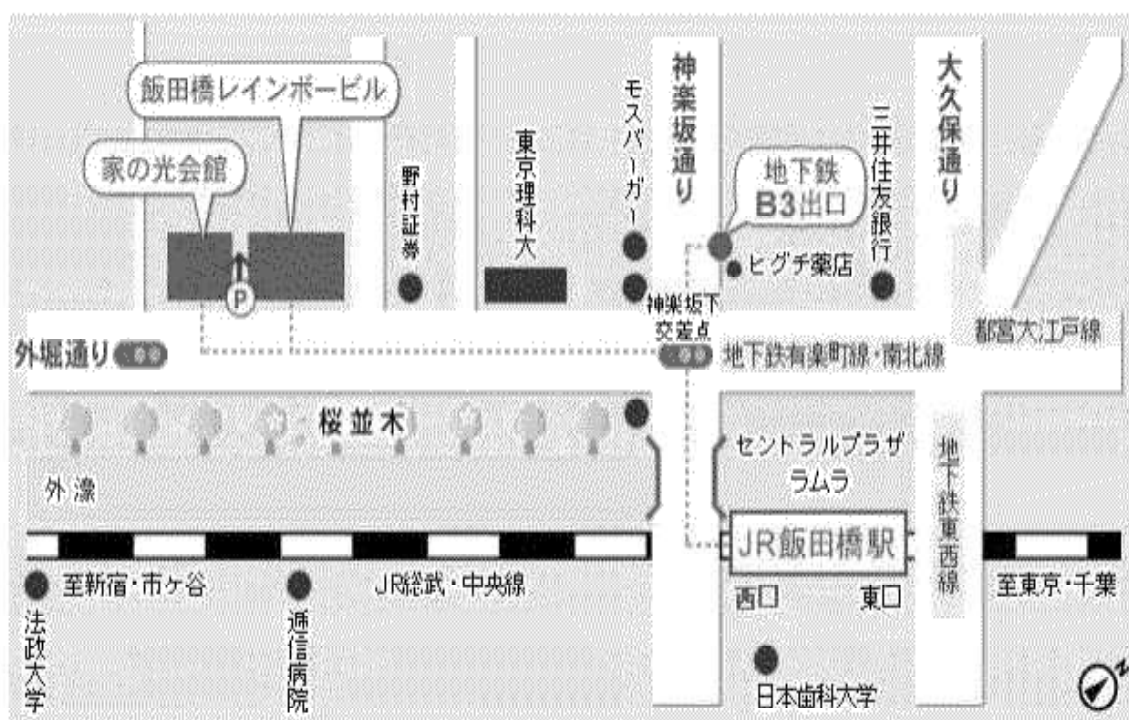 飯田橋レインボービル
家の光会館
P
野村証券
東京理科大
モスバーガー
神楽坂通り
地下鉄
B3出口
ヒグチ薬店
三井住友銀行
大久保通り
神楽坂下
交差点
都営大江戸線
外堀通り
地下鉄有楽町線・南北線
桜並木
外濠
セントラルプラザ
ラムラ
地下鉄東西線
JR飯田橋駅
西口
東口
至新宿・市ヶ谷
JR総武・中央線
至東京・千葉
法政大学
逓信病院
日本歯科大学
N